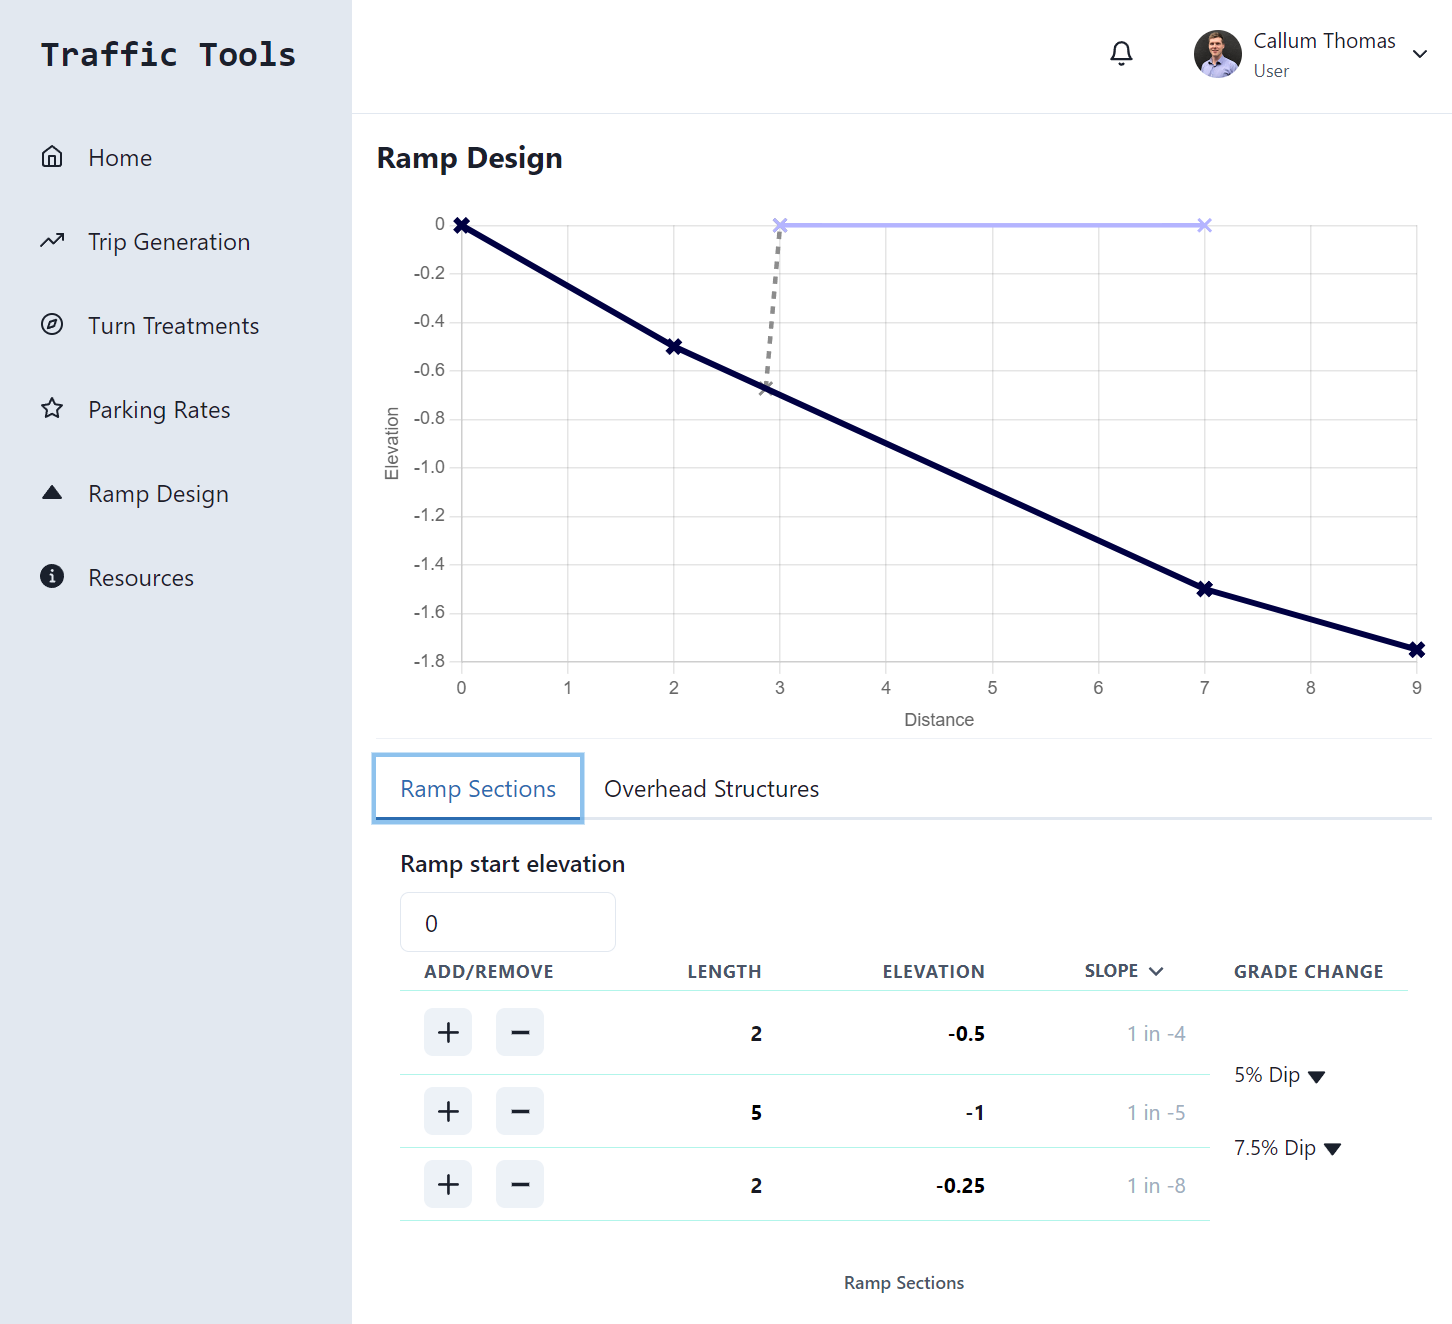 Traffic Tools
Callum Thomas
User
Home
Trip Generation
Turn Treatments
Parking Rates
Ramp Design
Resources
Ramp Design
0
-0.2
-0.4
-0.6
-0.8
-1.0
-1.2
-1.4
-1.6
-1.8
Elevation
0 1 2 3 4 5 6 7 8 9
Distance
Ramp Sections Overhead Structures
Ramp start elevation
0
ADD/REMOVE LENGTH ELEVATION SLOPE GRADE CHANGE
+ − 2 -0.5 1 in -4
5% Dip
+ − 5 -1 1 in -5
7.5% Dip
+ − 2 -0.25 1 in -8
Ramp Sections